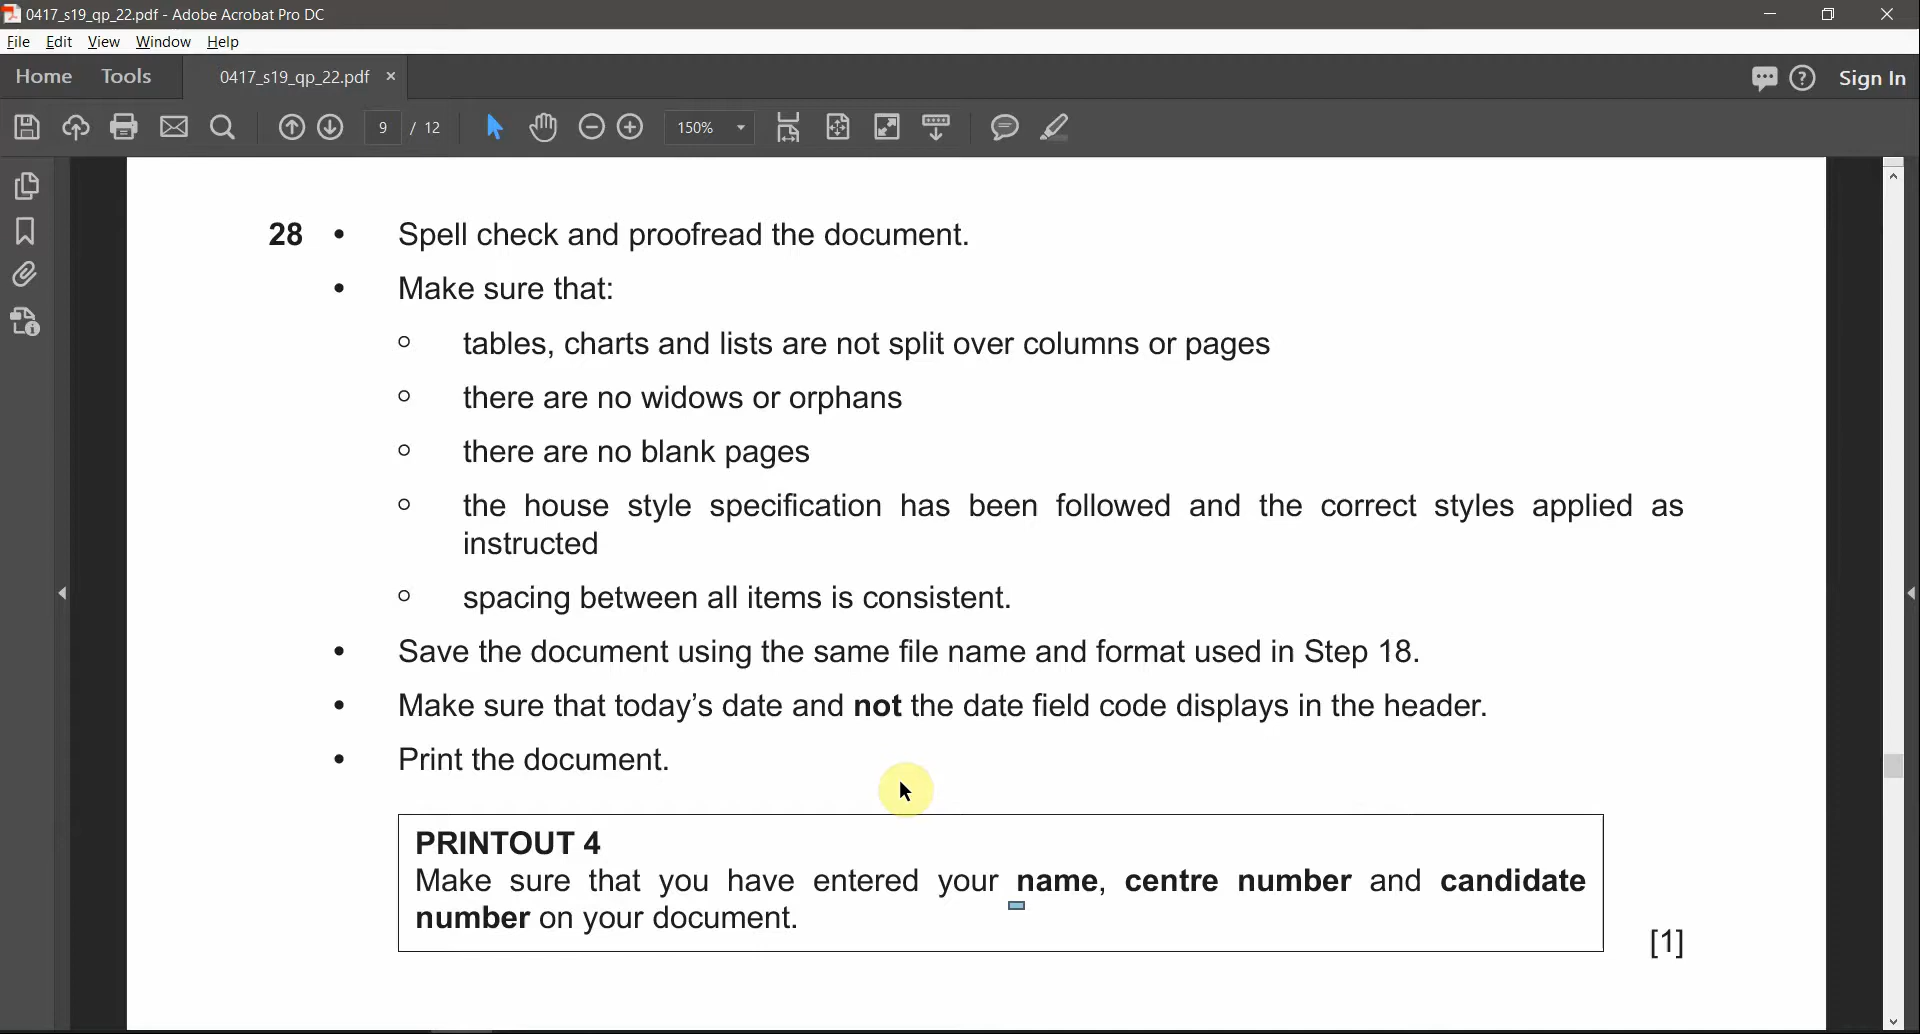 0417_s19_qp_22.pdf - Adobe Acrobat Pro DC
File Edit View Window Help
Home Tools 0417_s19_qp_22.pdf × Sign In
9 / 12 150%
28 • Spell check and proofread the document.
• Make sure that:
○ tables, charts and lists are not split over columns or pages
○ there are no widows or orphans
○ there are no blank pages
○ the house style specification has been followed and the correct styles applied as
instructed
○ spacing between all items is consistent.
• Save the document using the same file name and format used in Step 18.
• Make sure that today’s date and not the date field code displays in the header.
• Print the document.
PRINTOUT 4
Make sure that you have entered your name, centre number and candidate
number on your document.
[1]